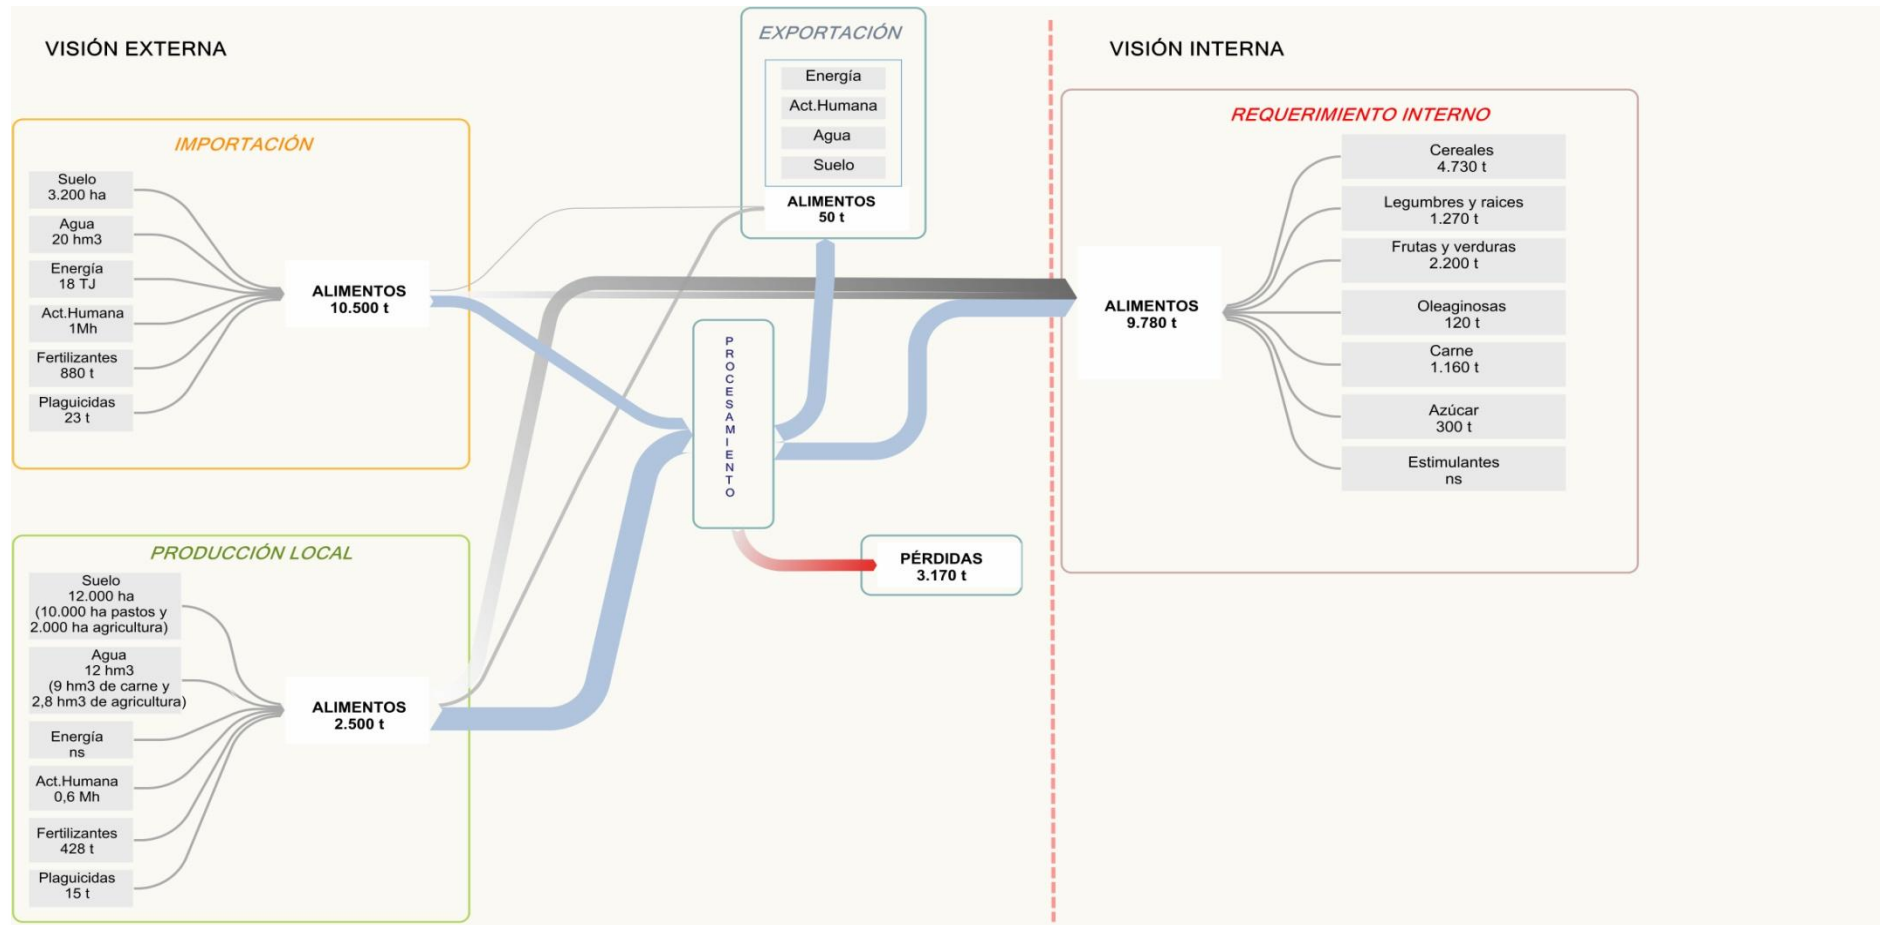 VISIÓN EXTERNA
IMPORTACIÓN
Suelo
3.200 ha
Agua
20 hm3
Energía
18 TJ
Act.Humana
1Mh
Fertilizantes
880 t
Plaguicidas
23 t
ALIMENTOS
10.500 t
PRODUCCIÓN LOCAL
Suelo
12.000 ha
(10.000 ha pastos y
2.000 ha agricultura)
Agua
12 hm3
(9 hm3 de carne y
2,8 hm3 de agricultura)
Energía
ns
Act.Humana
0,6 Mh
Fertilizantes
428 t
Plaguicidas
15 t
ALIMENTOS
2.500 t
EXPORTACIÓN
Energía
Act.Humana
Agua
Suelo
ALIMENTOS
50 t
PROCESAMIENTO
PÉRDIDAS
3.170 t
VISIÓN INTERNA
REQUERIMIENTO INTERNO
ALIMENTOS
9.780 t
Cereales
4.730 t
Legumbres y raices
1.270 t
Frutas y verduras
2.200 t
Oleaginosas
120 t
Carne
1.160 t
Azúcar
300 t
Estimulantes
ns